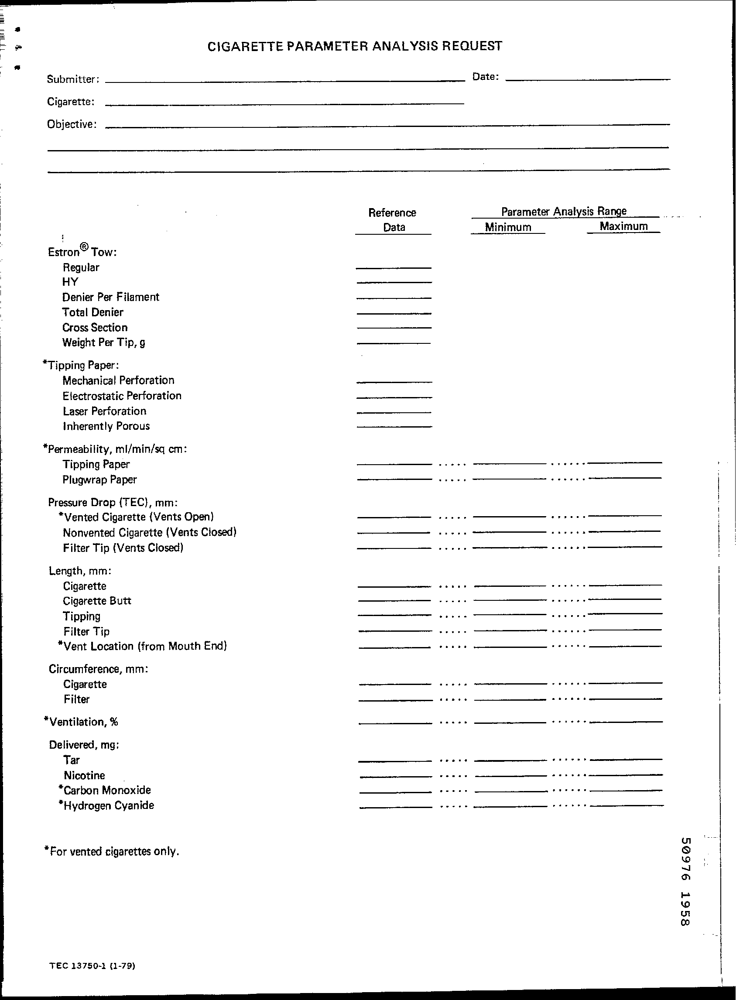 CIGARETTE PARAMETER ANALYSIS REQUEST
Submitter: Date:
Cigarette:
Objective:
Reference Parameter Analysis Range
Data Minimum Maximum
Estron® Tow:
Regular
HY
Denier Per Filament
Total Denier
Cross Section
Weight Per Tip, g
*Tipping Paper:
Mechanical Perforation
Electrostatic Perforation
Laser Perforation
Inherently Porous
*Permeability, ml/min/sq cm:
Tipping Paper
Plugwrap Paper
Pressure Drop (TEC), mm:
*Vented Cigarette (Vents Open)
Nonvented Cigarette (Vents Closed)
Filter Tip (Vents Closed)
Length, mm:
Cigarette
Cigarette Butt
Tipping
Filter Tip
*Vent Location (from Mouth End)
Circumference, mm:
Cigarette
Filter
*Ventilation, %
Delivered, mg:
Tar
Nicotine
*Carbon Monoxide
*Hydrogen Cyanide
*For vented cigarettes only.
50976 1958
TEC 13750-1 (1-79)